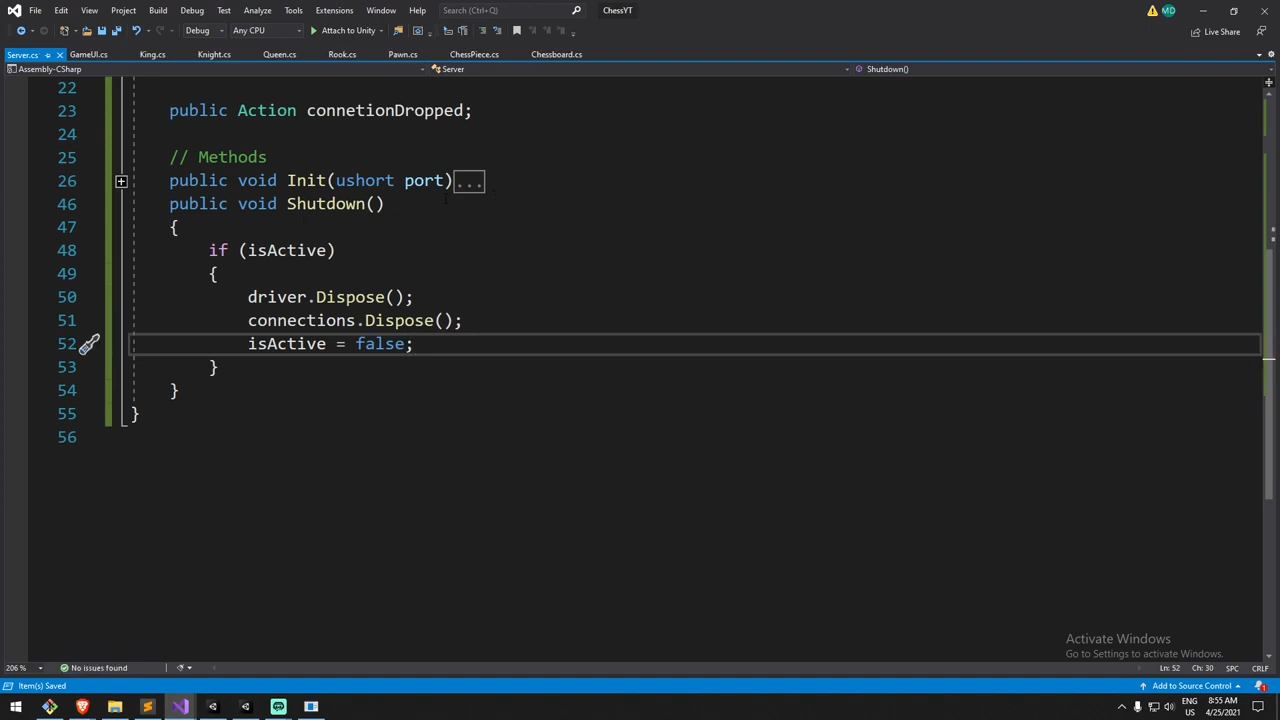 File Edit View Project Build Debug Test Analyze Tools Extensions Window Help Search (Ctrl+Q) ChessYT MD
Debug Any CPU Attach to Unity Live Share
Server.cs GameUI.cs King.cs Knight.cs Queen.cs Rook.cs Pawn.cs ChessPiece.cs Chessboard.cs
Assembly-CSharp Server Shutdown()
22
23 public Action connetionDropped;
24
25 // Methods
26 public void Init(ushort port)...
46 public void Shutdown()
47 {
48 if (isActive)
49 {
50 driver.Dispose();
51 connections.Dispose();
52 isActive = false;
53 }
54 }
55 }
56
Activate Windows
Go to Settings to activate Windows.
206 % No issues found Ln: 52 Ch: 30 SPC CRLF
Item(s) Saved Add to Source Control 1
ENG 8:55 AM
US 4/25/2021